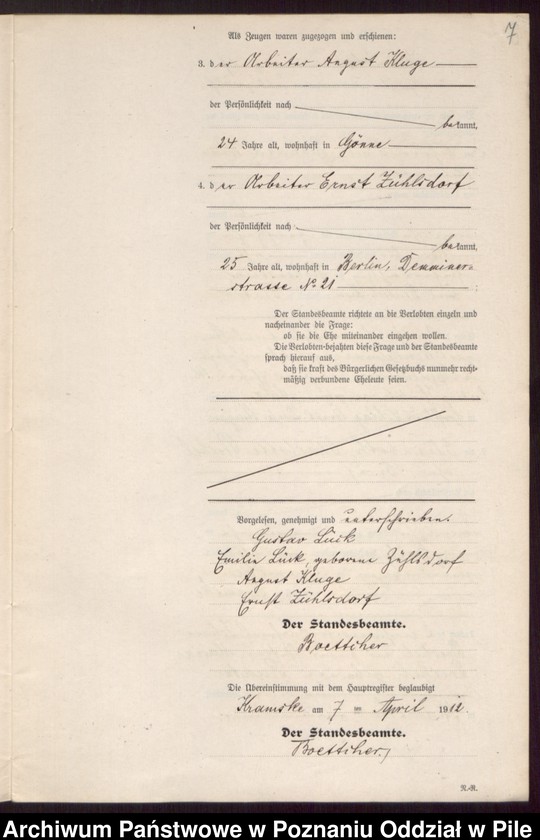 7
Als Zeugen waren zugezogen und erschienen:
3. der Arbeiter August Kluge
der Persönlichkeit nach
bekannt,
24 Jahre alt, wohnhaft in Gönne
4. der Arbeiter Ernst Zühlsdorf
der Persönlichkeit nach
bekannt,
25 Jahre alt, wohnhaft in Berlin, Demminer-
strasse No 21
Der Standesbeamte richtete an die Verlobten einzeln und
nacheinander die Frage:
ob sie die Ehe miteinander eingehen wollen.
Die Verlobten bejahten diese Frage und der Standesbeamte
sprach hierauf aus,
daß sie kraft des Bürgerlichen Gesetzbuchs nunmehr recht-
mäßig verbundene Eheleute seien.
Vorgelesen, genehmigt und unterschrieben.
Gustav Lück
Emilie Lück, geborene Zühlsdorf
August Kluge
Ernst Zühlsdorf
Der Standesbeamte.
Boettcher
Die Übereinstimmung mit dem Hauptregister beglaubigt
Kramske am 7 ten April 1912
Der Standesbeamte.
Boettcher.
N.-R.
Archiwum Państwowe w Poznaniu Oddział w Pile